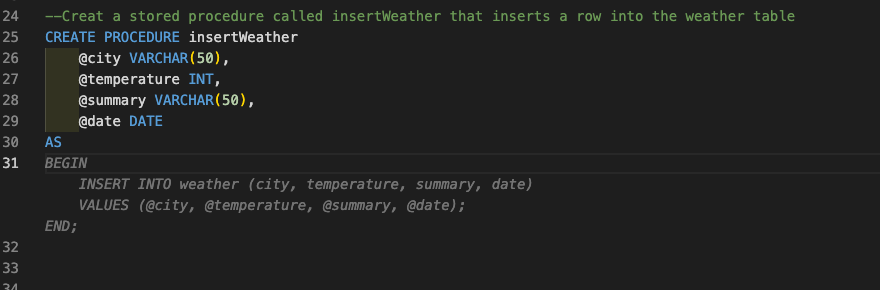 24 --Creat a stored procedure called insertWeather that inserts a row into the weather table
25 CREATE PROCEDURE insertWeather
26 @city VARCHAR(50),
27 @temperature INT,
28 @summary VARCHAR(50),
29 @date DATE
30 AS
31 BEGIN
INSERT INTO weather (city, temperature, summary, date)
VALUES (@city, @temperature, @summary, @date);
END;
32
33
34